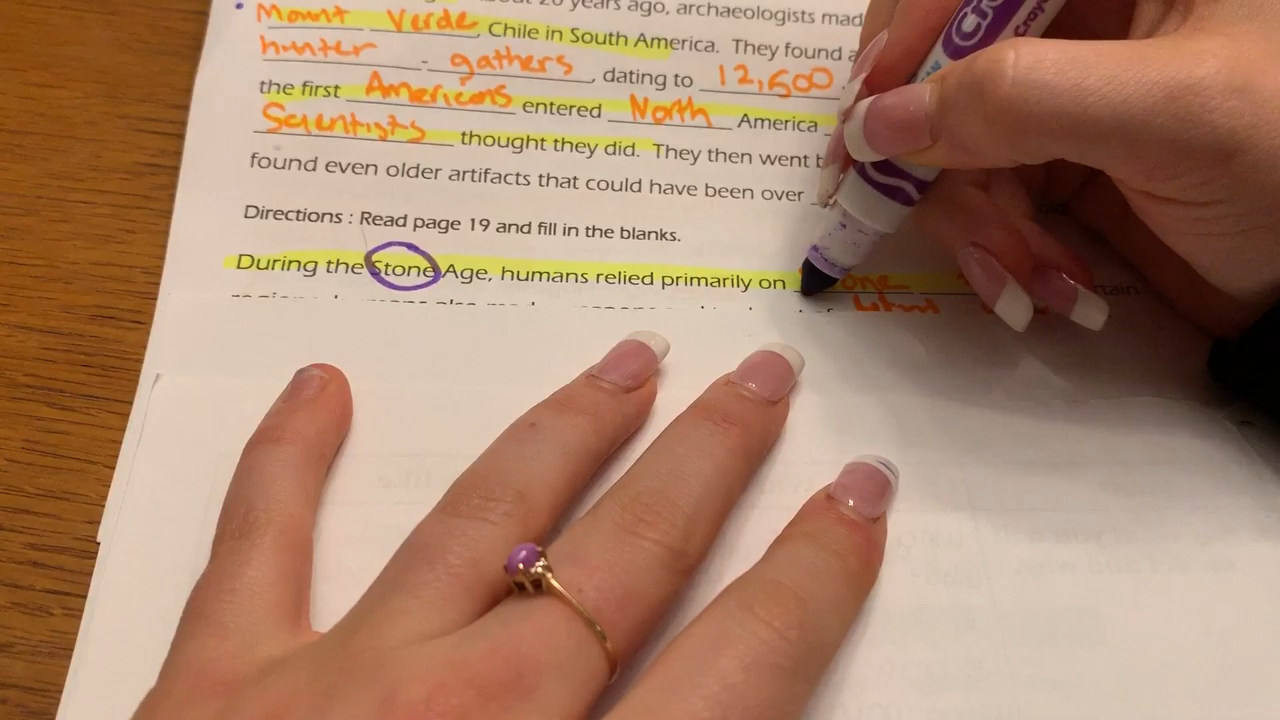 20 years ago, archaeologists mad
Mount Verde, Chile in South America. They found a
hunter - gathers, dating to 12,500
the first Americans entered North America
Scientists thought they did. They then went b
found even older artifacts that could have been over
Directions : Read page 19 and fill in the blanks.
During the Stone Age, humans relied primarily on
Crayo